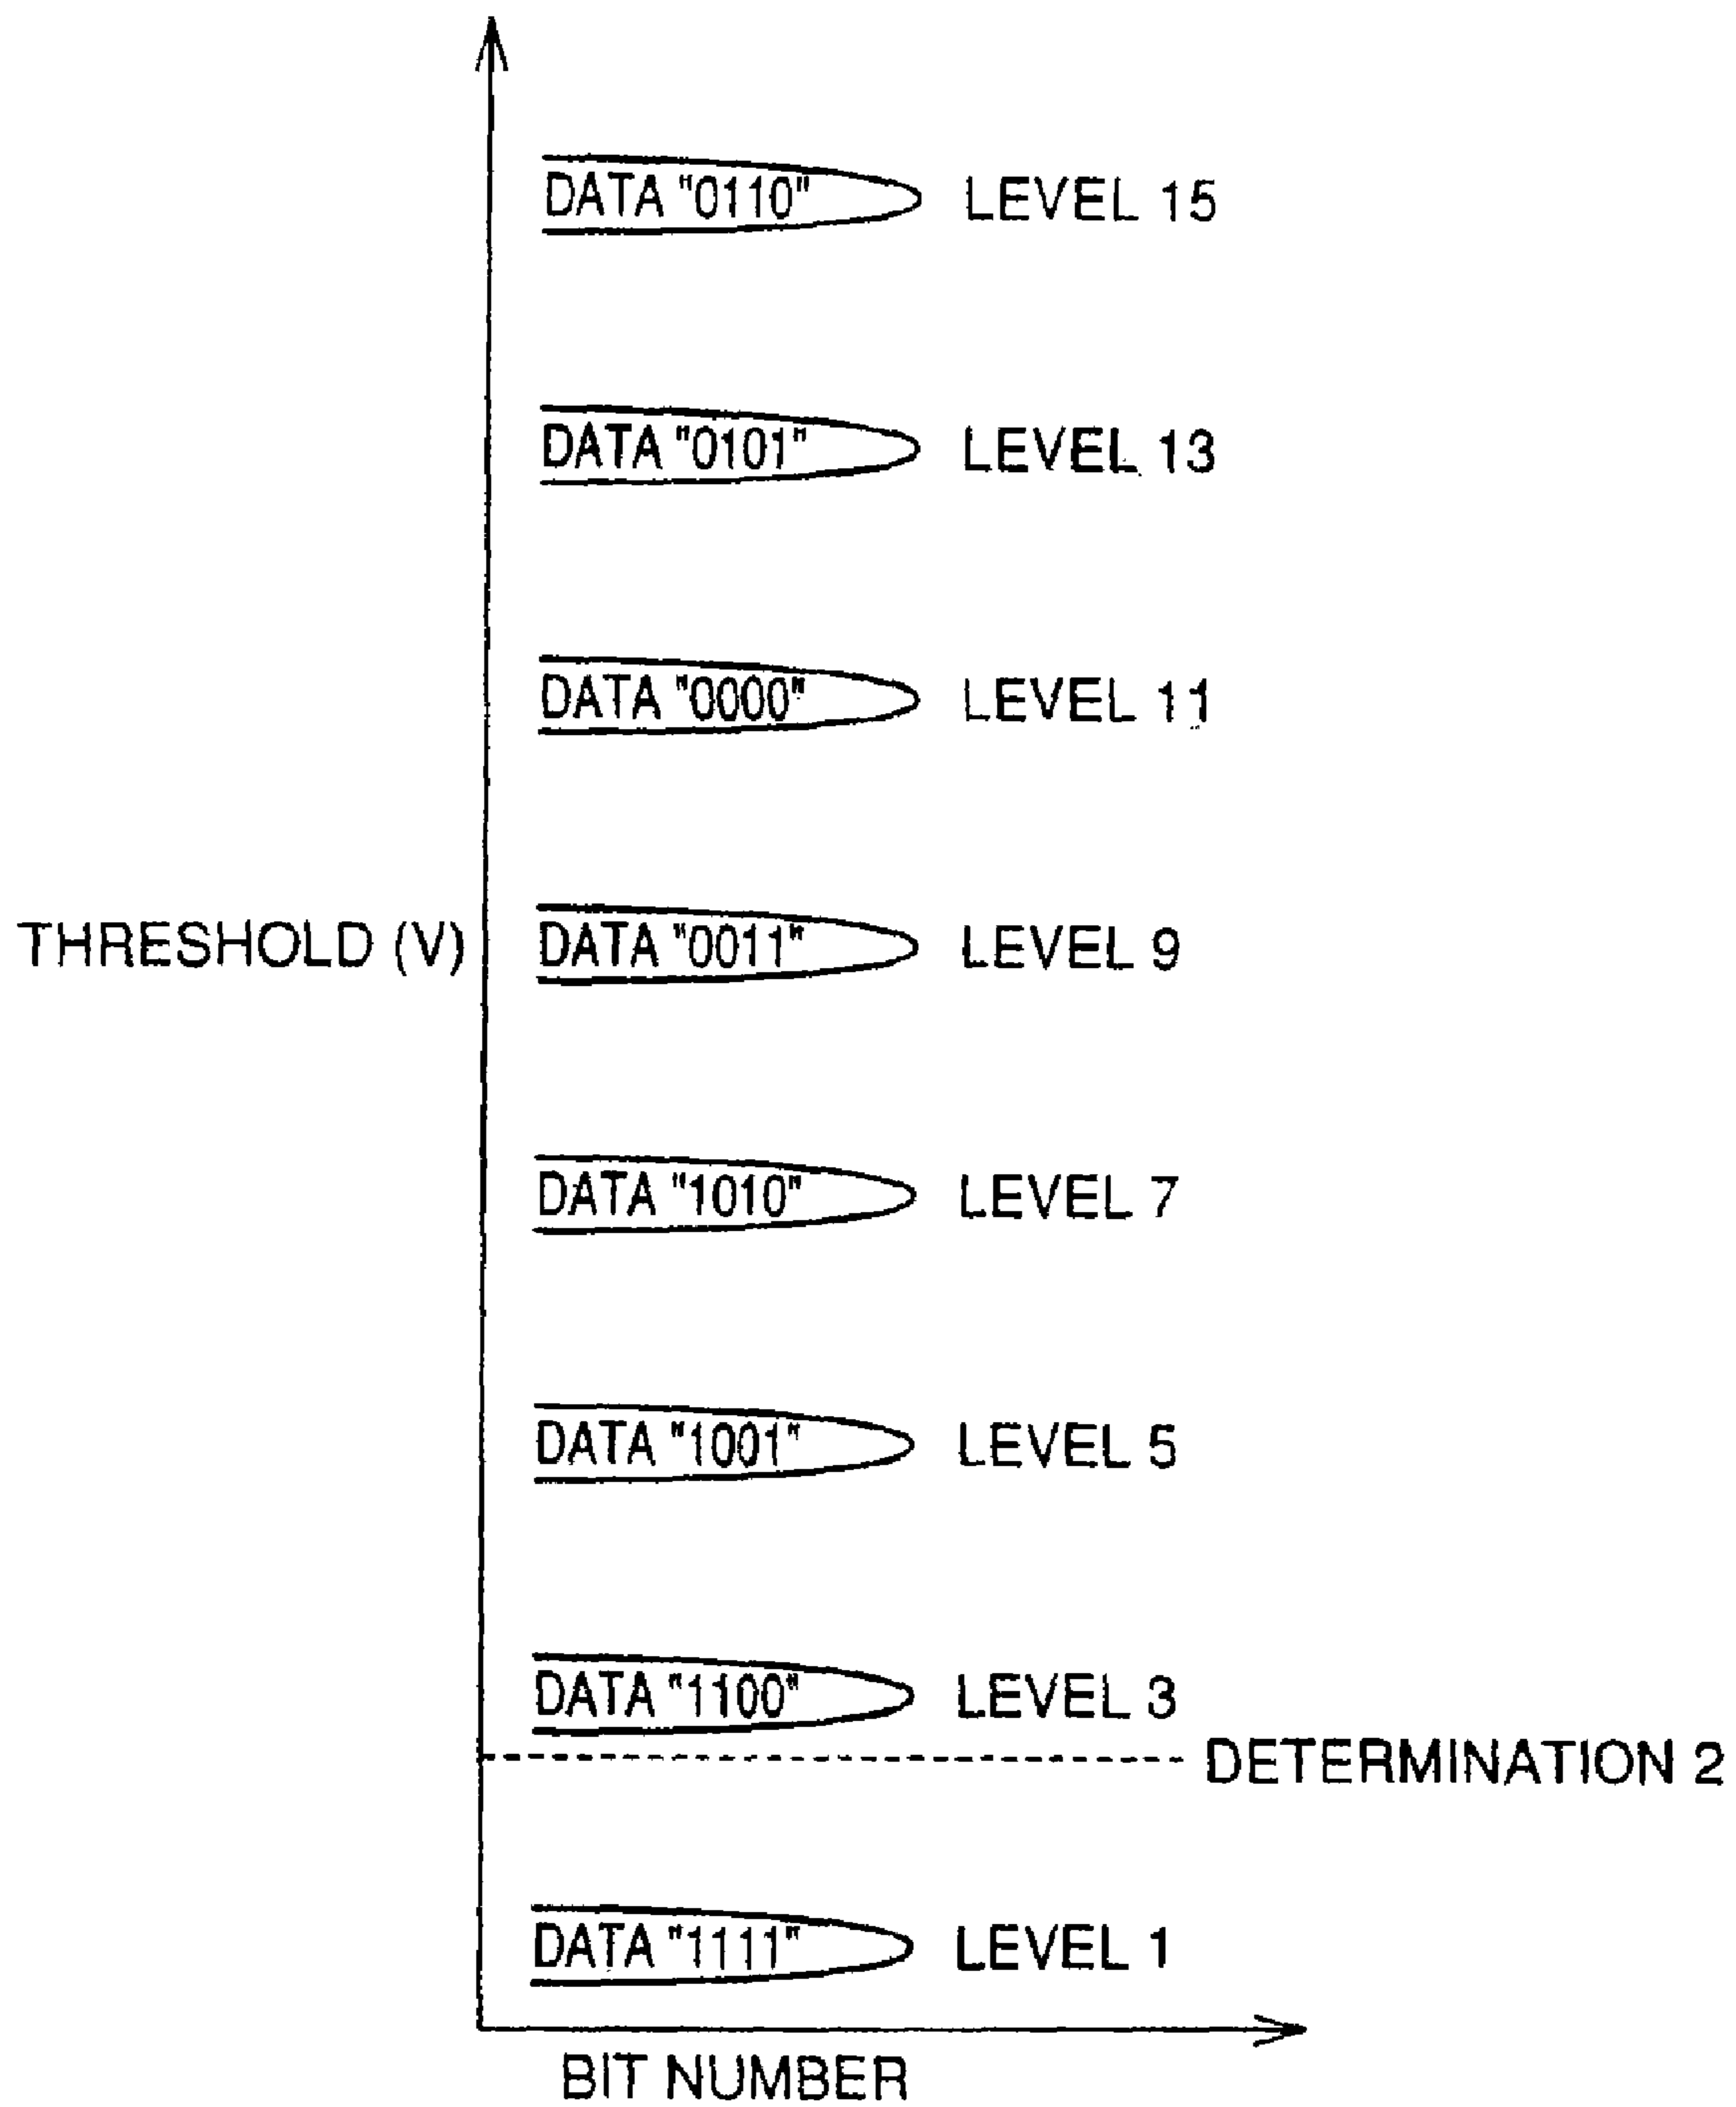 DATA "0110" LEVEL 15
DATA "0101" LEVEL 13
DATA "0000" LEVEL 11
THRESHOLD (V) DATA "0011" LEVEL 9
DATA "1010" LEVEL 7
DATA "1001" LEVEL 5
DATA "1100" LEVEL 3
DETERMINATION 2
DATA "1111" LEVEL 1
BIT NUMBER